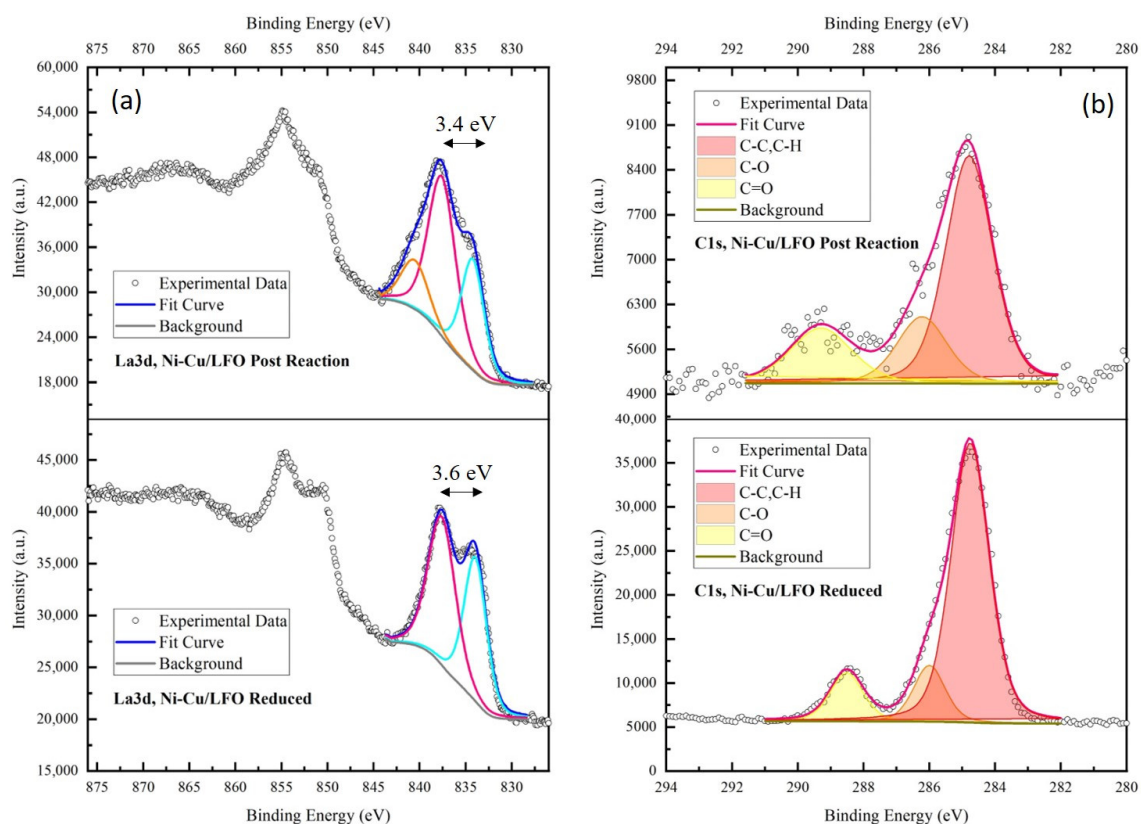 Binding Energy (eV)
875 870 865 860 855 850 845 840 835 830
60,000
54,000
48,000
42,000
36,000
30,000
24,000
18,000
Intensity (a.u.)
(a)
3.4 eV
Experimental Data
Fit Curve
Background
La3d, Ni-Cu/LFO Post Reaction
45,000
40,000
35,000
30,000
25,000
20,000
15,000
Intensity (a.u.)
3.6 eV
Experimental Data
Fit Curve
Background
La3d, Ni-Cu/LFO Reduced
875 870 865 860 855 850 845 840 835 830
Binding Energy (eV)
Binding Energy (eV)
294 292 290 288 286 284 282 280
9800
9100
8400
7700
7000
6300
5600
4900
Intensity (a.u.)
(b)
Experimental Data
Fit Curve
C-C,C-H
C-O
C=O
Background
C1s, Ni-Cu/LFO Post Reaction
40,000
35,000
30,000
25,000
20,000
15,000
10,000
5000
0
Intensity (a.u.)
Experimental Data
Fit Curve
C-C,C-H
C-O
C=O
Background
C1s, Ni-Cu/LFO Reduced
294 292 290 288 286 284 282 280
Binding Energy (eV)